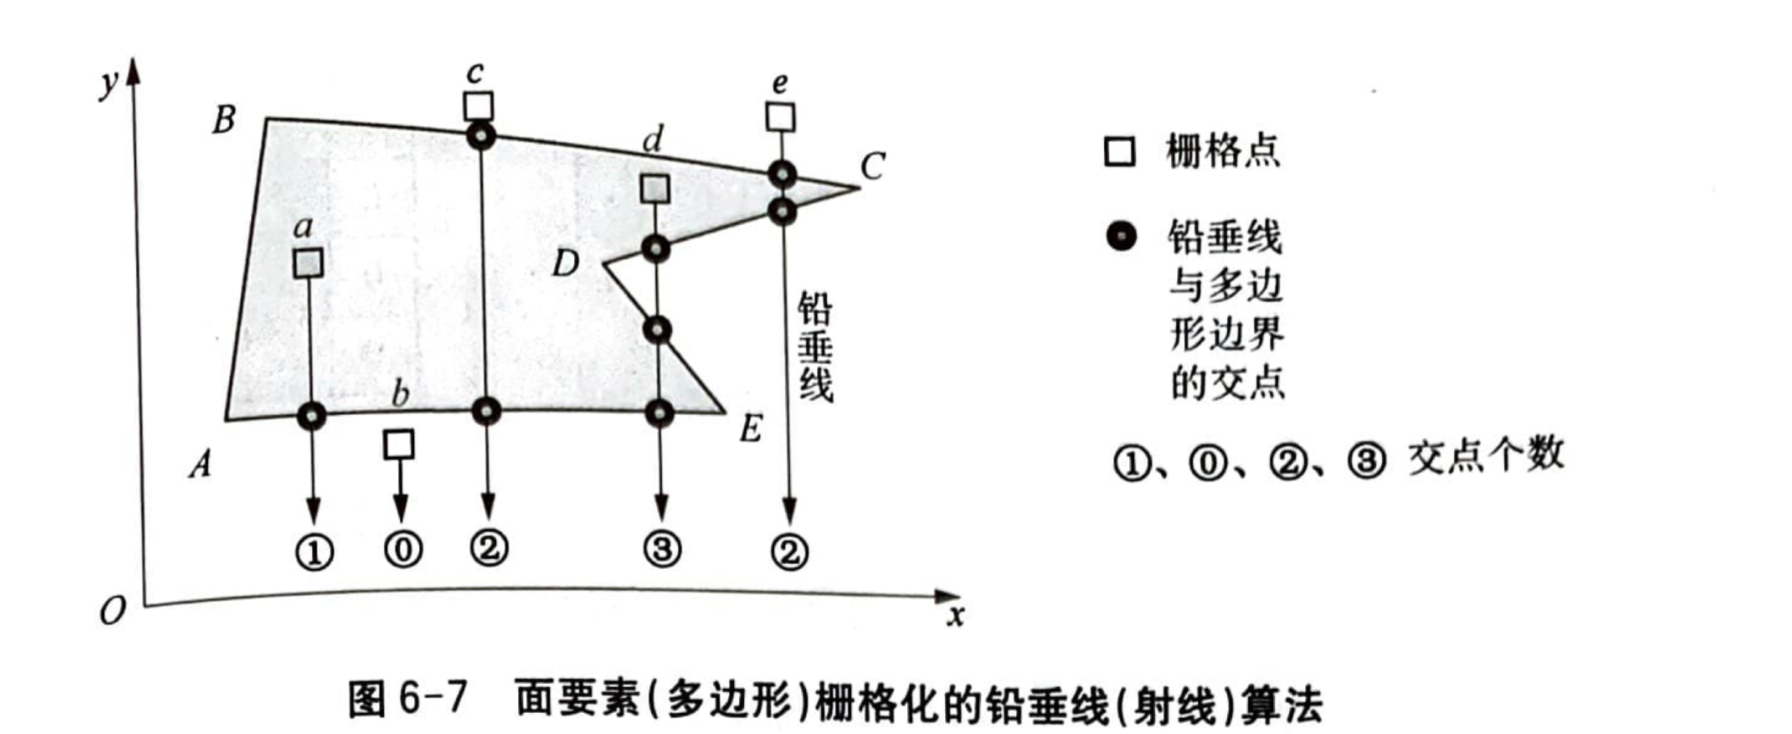 y
c
e
B
d
C
a
D
b
E
A
铅
垂
线
① ⓪ ② ③ ②
O
x
栅格点
铅垂线
与多边
形边界
的交点
①、⓪、②、③ 交点个数
图 6-7 面要素(多边形)栅格化的铅垂线(射线)算法